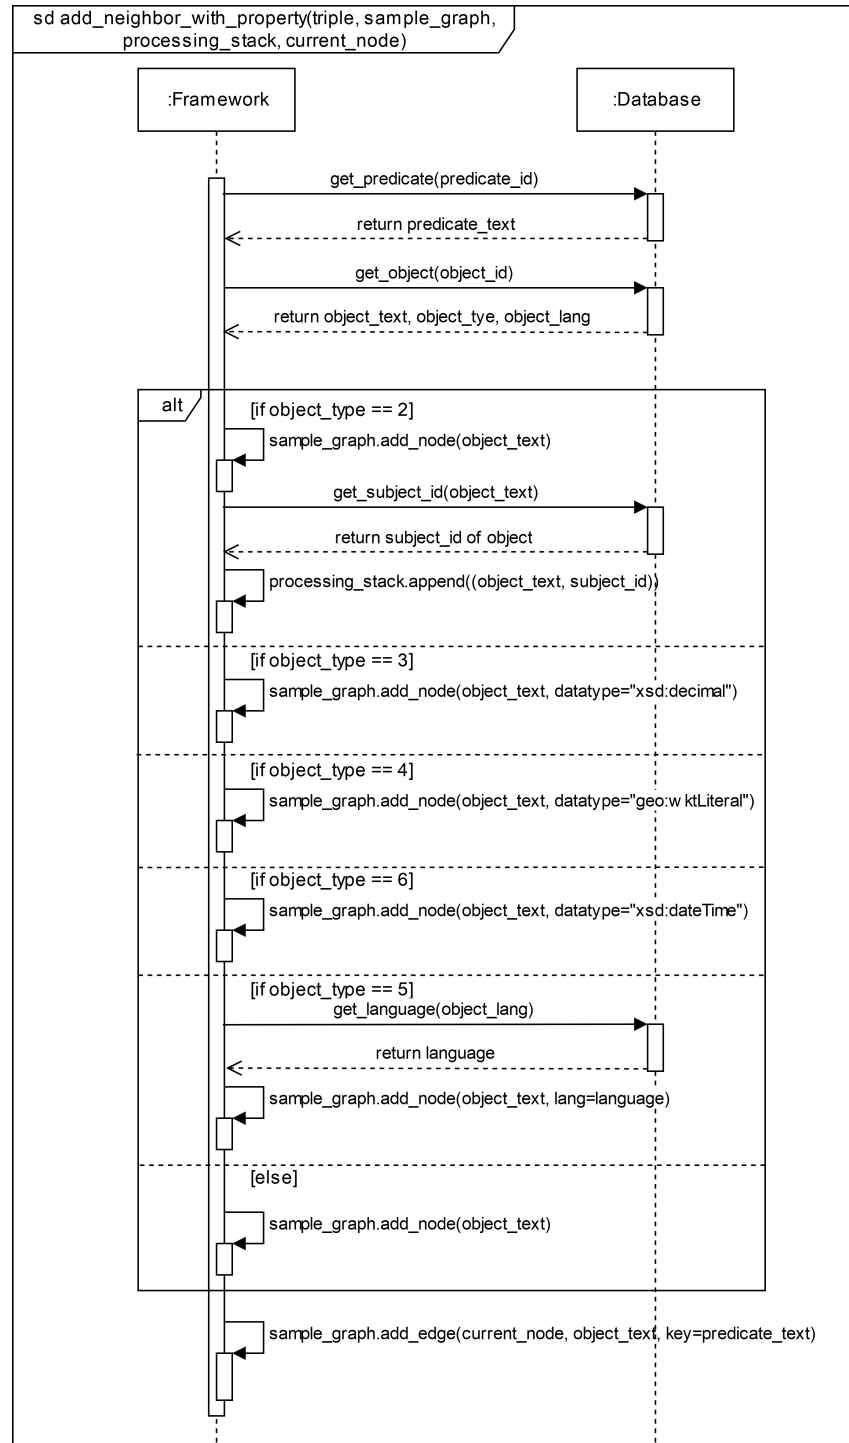 sd add_neighbor_with_property(triple, sample_graph,
processing_stack, current_node)
:Framework
:Database
get_predicate(predicate_id)
return predicate_text
get_object(object_id)
return object_text, object_tye, object_lang
alt
[if object_type == 2]
sample_graph.add_node(object_text)
get_subject_id(object_text)
return subject_id of object
processing_stack.append((object_text, subject_id))
[if object_type == 3]
sample_graph.add_node(object_text, datatype="xsd:decimal")
[if object_type == 4]
sample_graph.add_node(object_text, datatype="geo:wktLiteral")
[if object_type == 6]
sample_graph.add_node(object_text, datatype="xsd:dateTime")
[if object_type == 5]
get_language(object_lang)
return language
sample_graph.add_node(object_text, lang=language)
[else]
sample_graph.add_node(object_text)
sample_graph.add_edge(current_node, object_text, key=predicate_text)